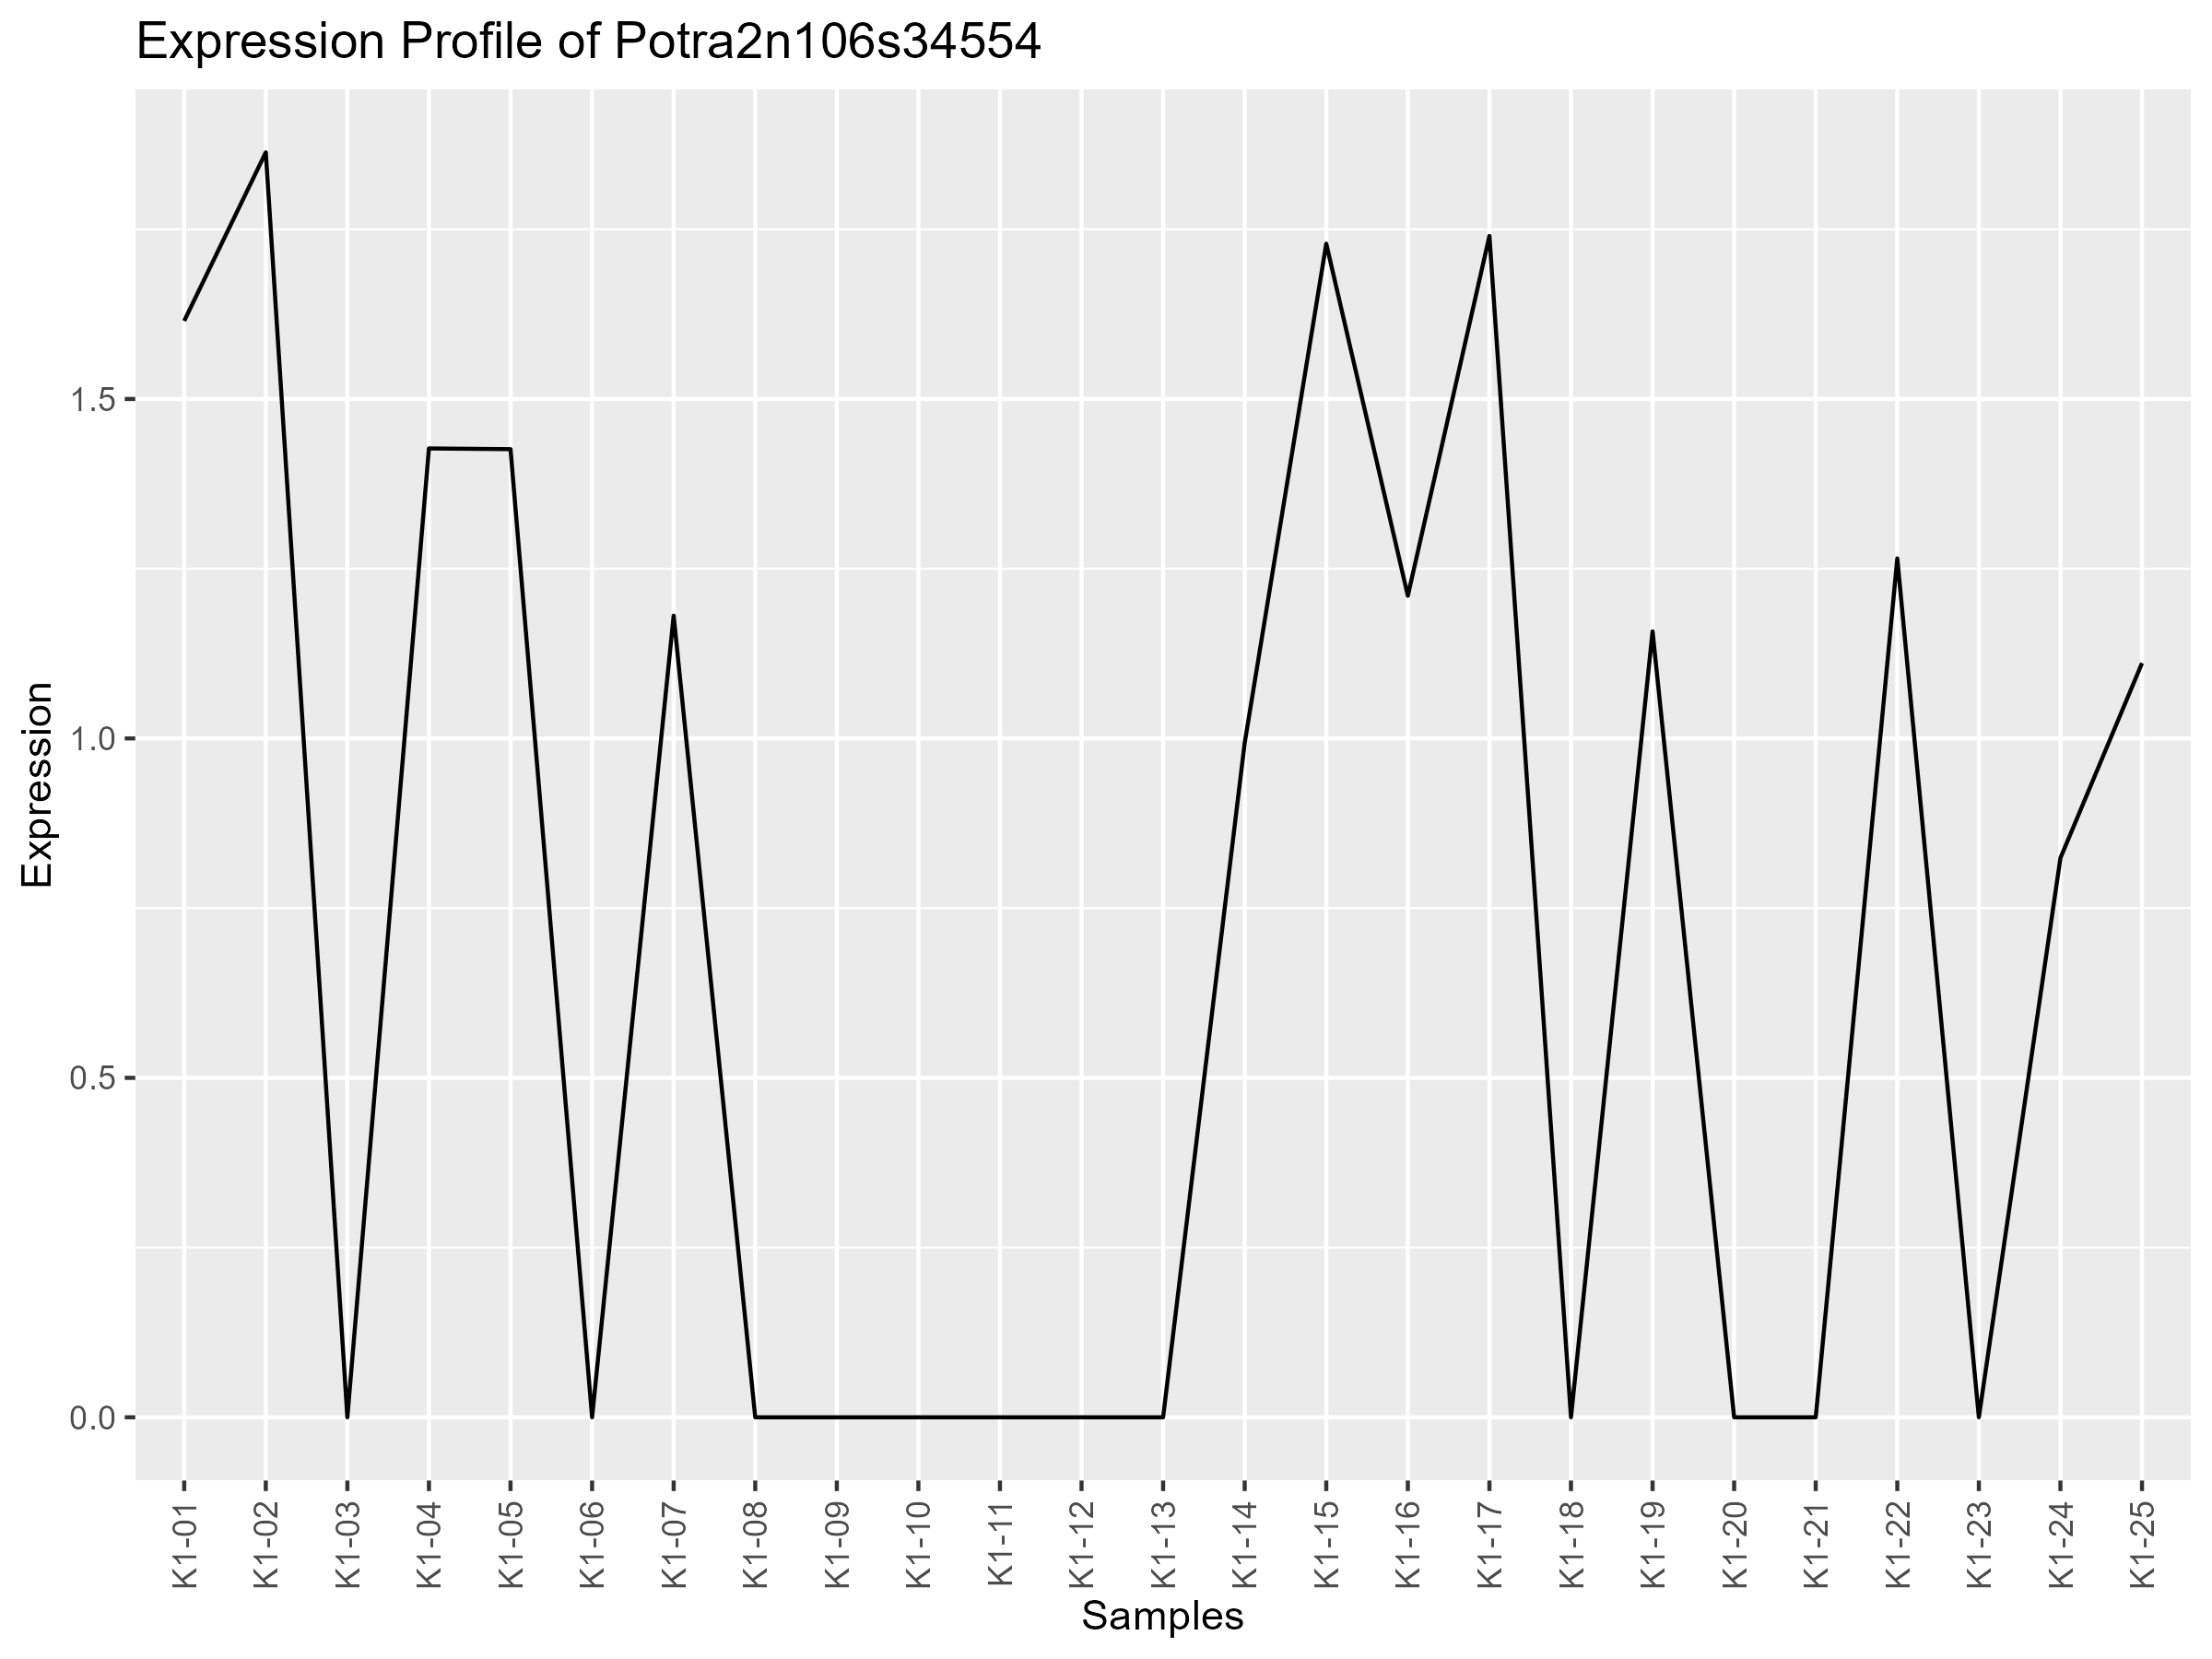 Expression Profile of Potra2n106s34554
Expression
1.5
1.0
0.5
0.0
K1-01
K1-02
K1-03
K1-04
K1-05
K1-06
K1-07
K1-08
K1-09
K1-10
K1-11
K1-12
K1-13
K1-14
K1-15
K1-16
K1-17
K1-18
K1-19
K1-20
K1-21
K1-22
K1-23
K1-24
K1-25
Samples